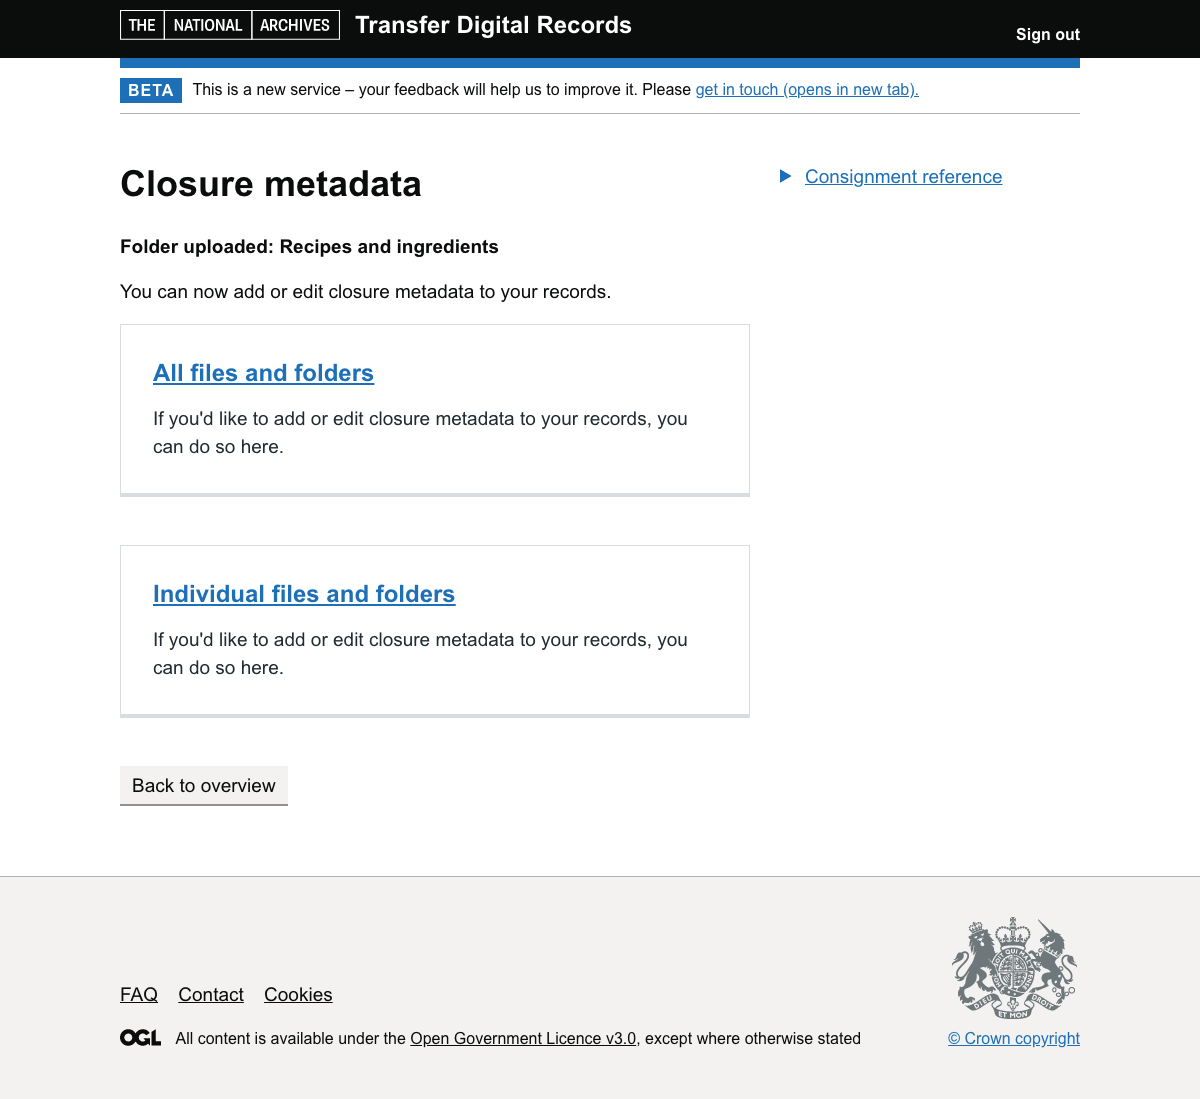 THE NATIONAL ARCHIVES Transfer Digital Records
Sign out
BETA This is a new service – your feedback will help us to improve it. Please get in touch (opens in new tab).
Closure metadata
Consignment reference
Folder uploaded: Recipes and ingredients
You can now add or edit closure metadata to your records.
All files and folders
If you'd like to add or edit closure metadata to your records, you
can do so here.
Individual files and folders
If you'd like to add or edit closure metadata to your records, you
can do so here.
Back to overview
FAQ Contact Cookies
DIEU ET MON DROIT
OGL All content is available under the Open Government Licence v3.0, except where otherwise stated
© Crown copyright